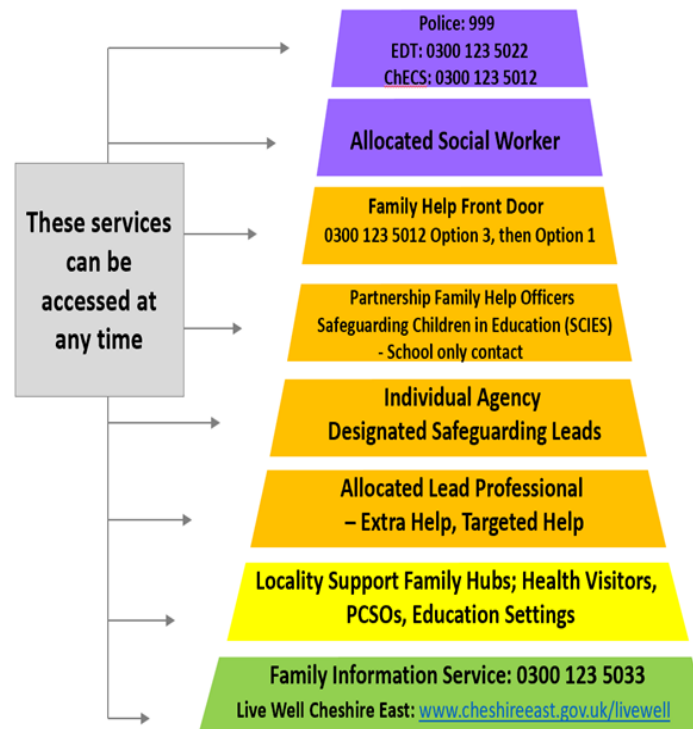 Police: 999
EDT: 0300 123 5022
ChECS: 0300 123 5012
Allocated Social Worker
These services
can be
accessed at
any time
Family Help Front Door
0300 123 5012 Option 3, then Option 1
Partnership Family Help Officers
Safeguarding Children in Education (SCIES)
- School only contact
Individual Agency
Designated Safeguarding Leads
Allocated Lead Professional
– Extra Help, Targeted Help
Locality Support Family Hubs; Health Visitors,
PCSOs, Education Settings
Family Information Service: 0300 123 5033
Live Well Cheshire East: www.cheshireeast.gov.uk/livewell